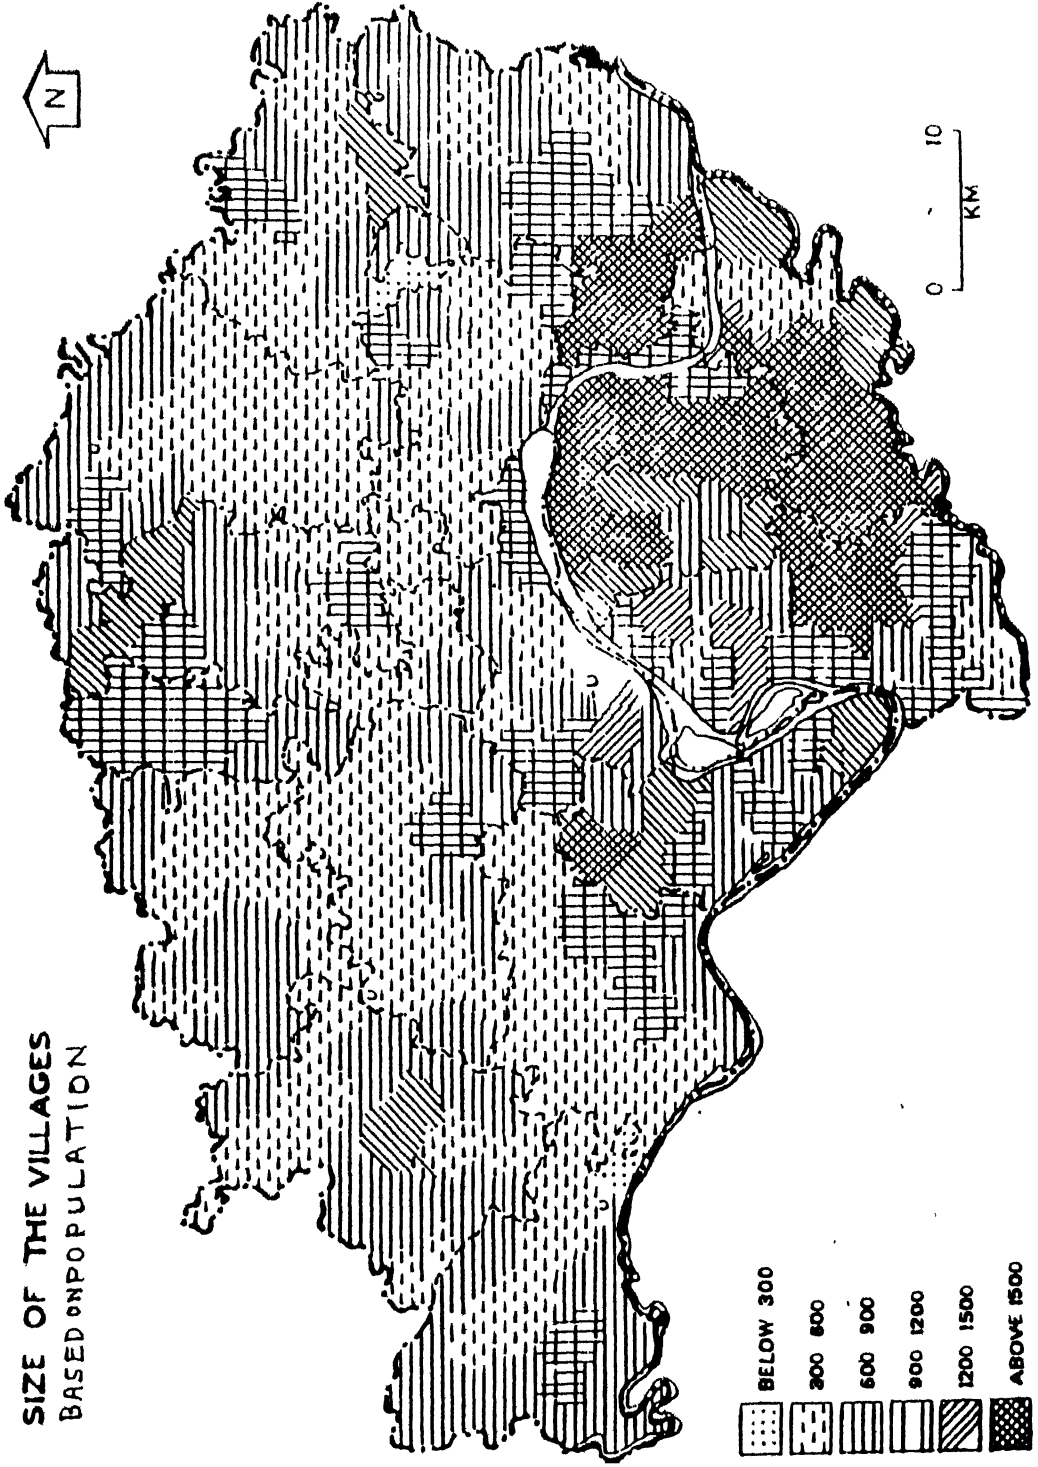 SIZE OF THE VILLAGES
BASED ON POPULATION
N
0 10
KM
BELOW 300
300 600
600 900
900 1200
1200 1500
ABOVE 1500